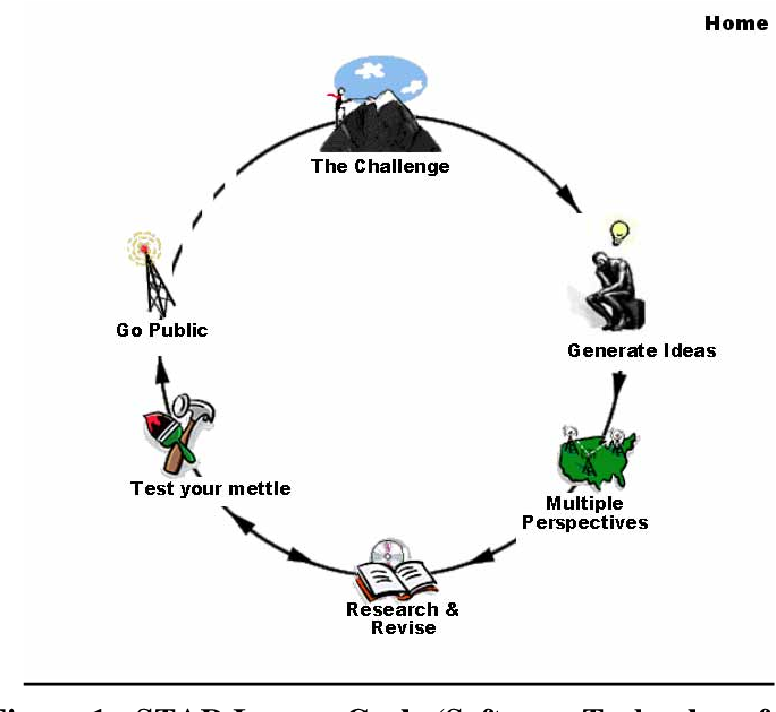 Home
The Challenge
Generate Ideas
Multiple
Perspectives
Research &
Revise
Test your mettle
Go Public